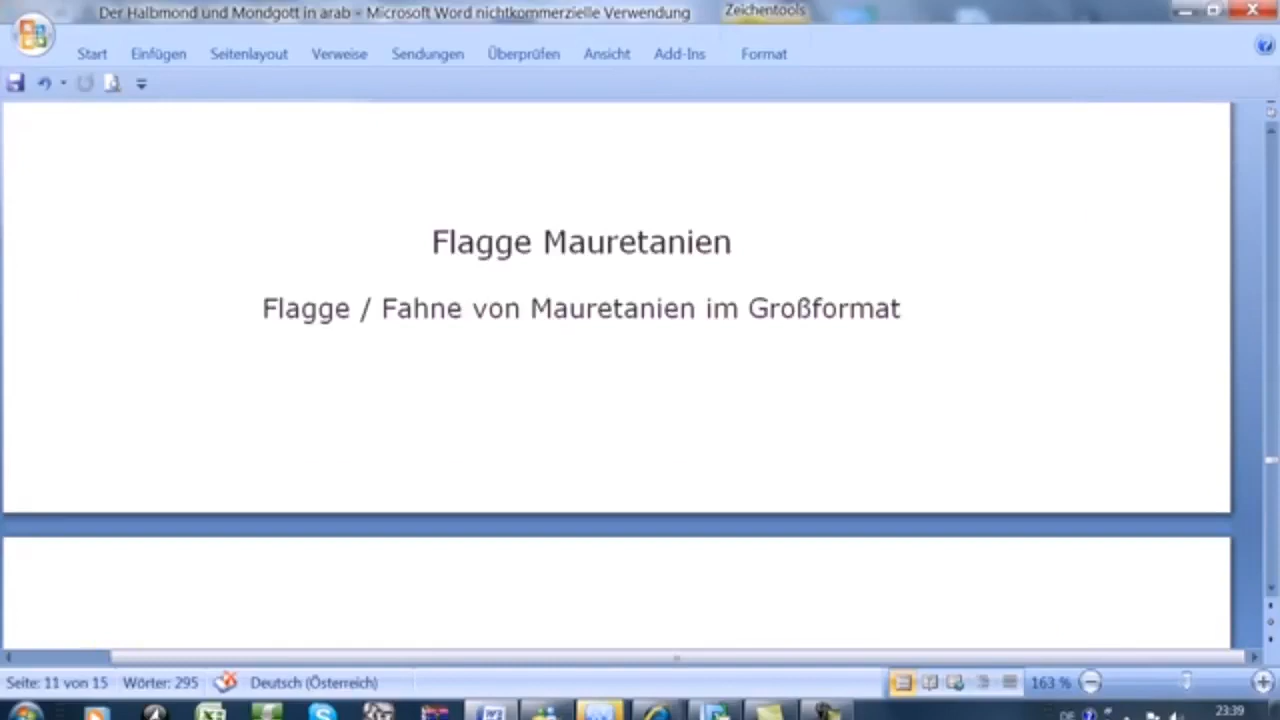 Der Halbmond und Mondgott in arab - Microsoft Word nichtkommerzielle Verwendung
Zeichentools
Start Einfügen Seitenlayout Verweise Sendungen Überprüfen Ansicht Add-Ins Format
Flagge Mauretanien
Flagge / Fahne von Mauretanien im Großformat
Seite: 11 von 15 Wörter: 295 Deutsch (Österreich) 163 %
DE 23:39